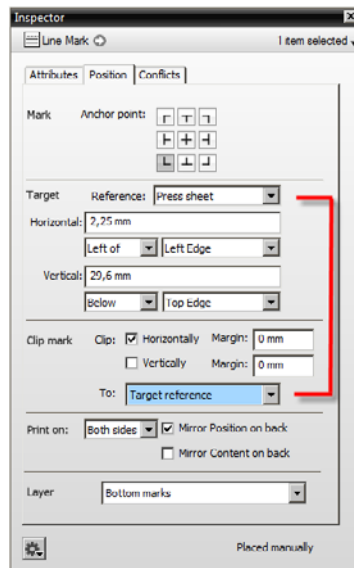 Inspector
Line Mark 1 item selected
Attributes Position Conflicts
Mark Anchor point:
Target Reference: Press sheet
Horizontal: 2,25 mm
Left of Left Edge
Vertical: 29,6 mm
Below Top Edge
Clip mark Clip: Horizontally Margin: 0 mm
Vertically Margin: 0 mm
To: Target reference
Print on: Both sides Mirror Position on back
Mirror Content on back
Layer Bottom marks
Placed manually